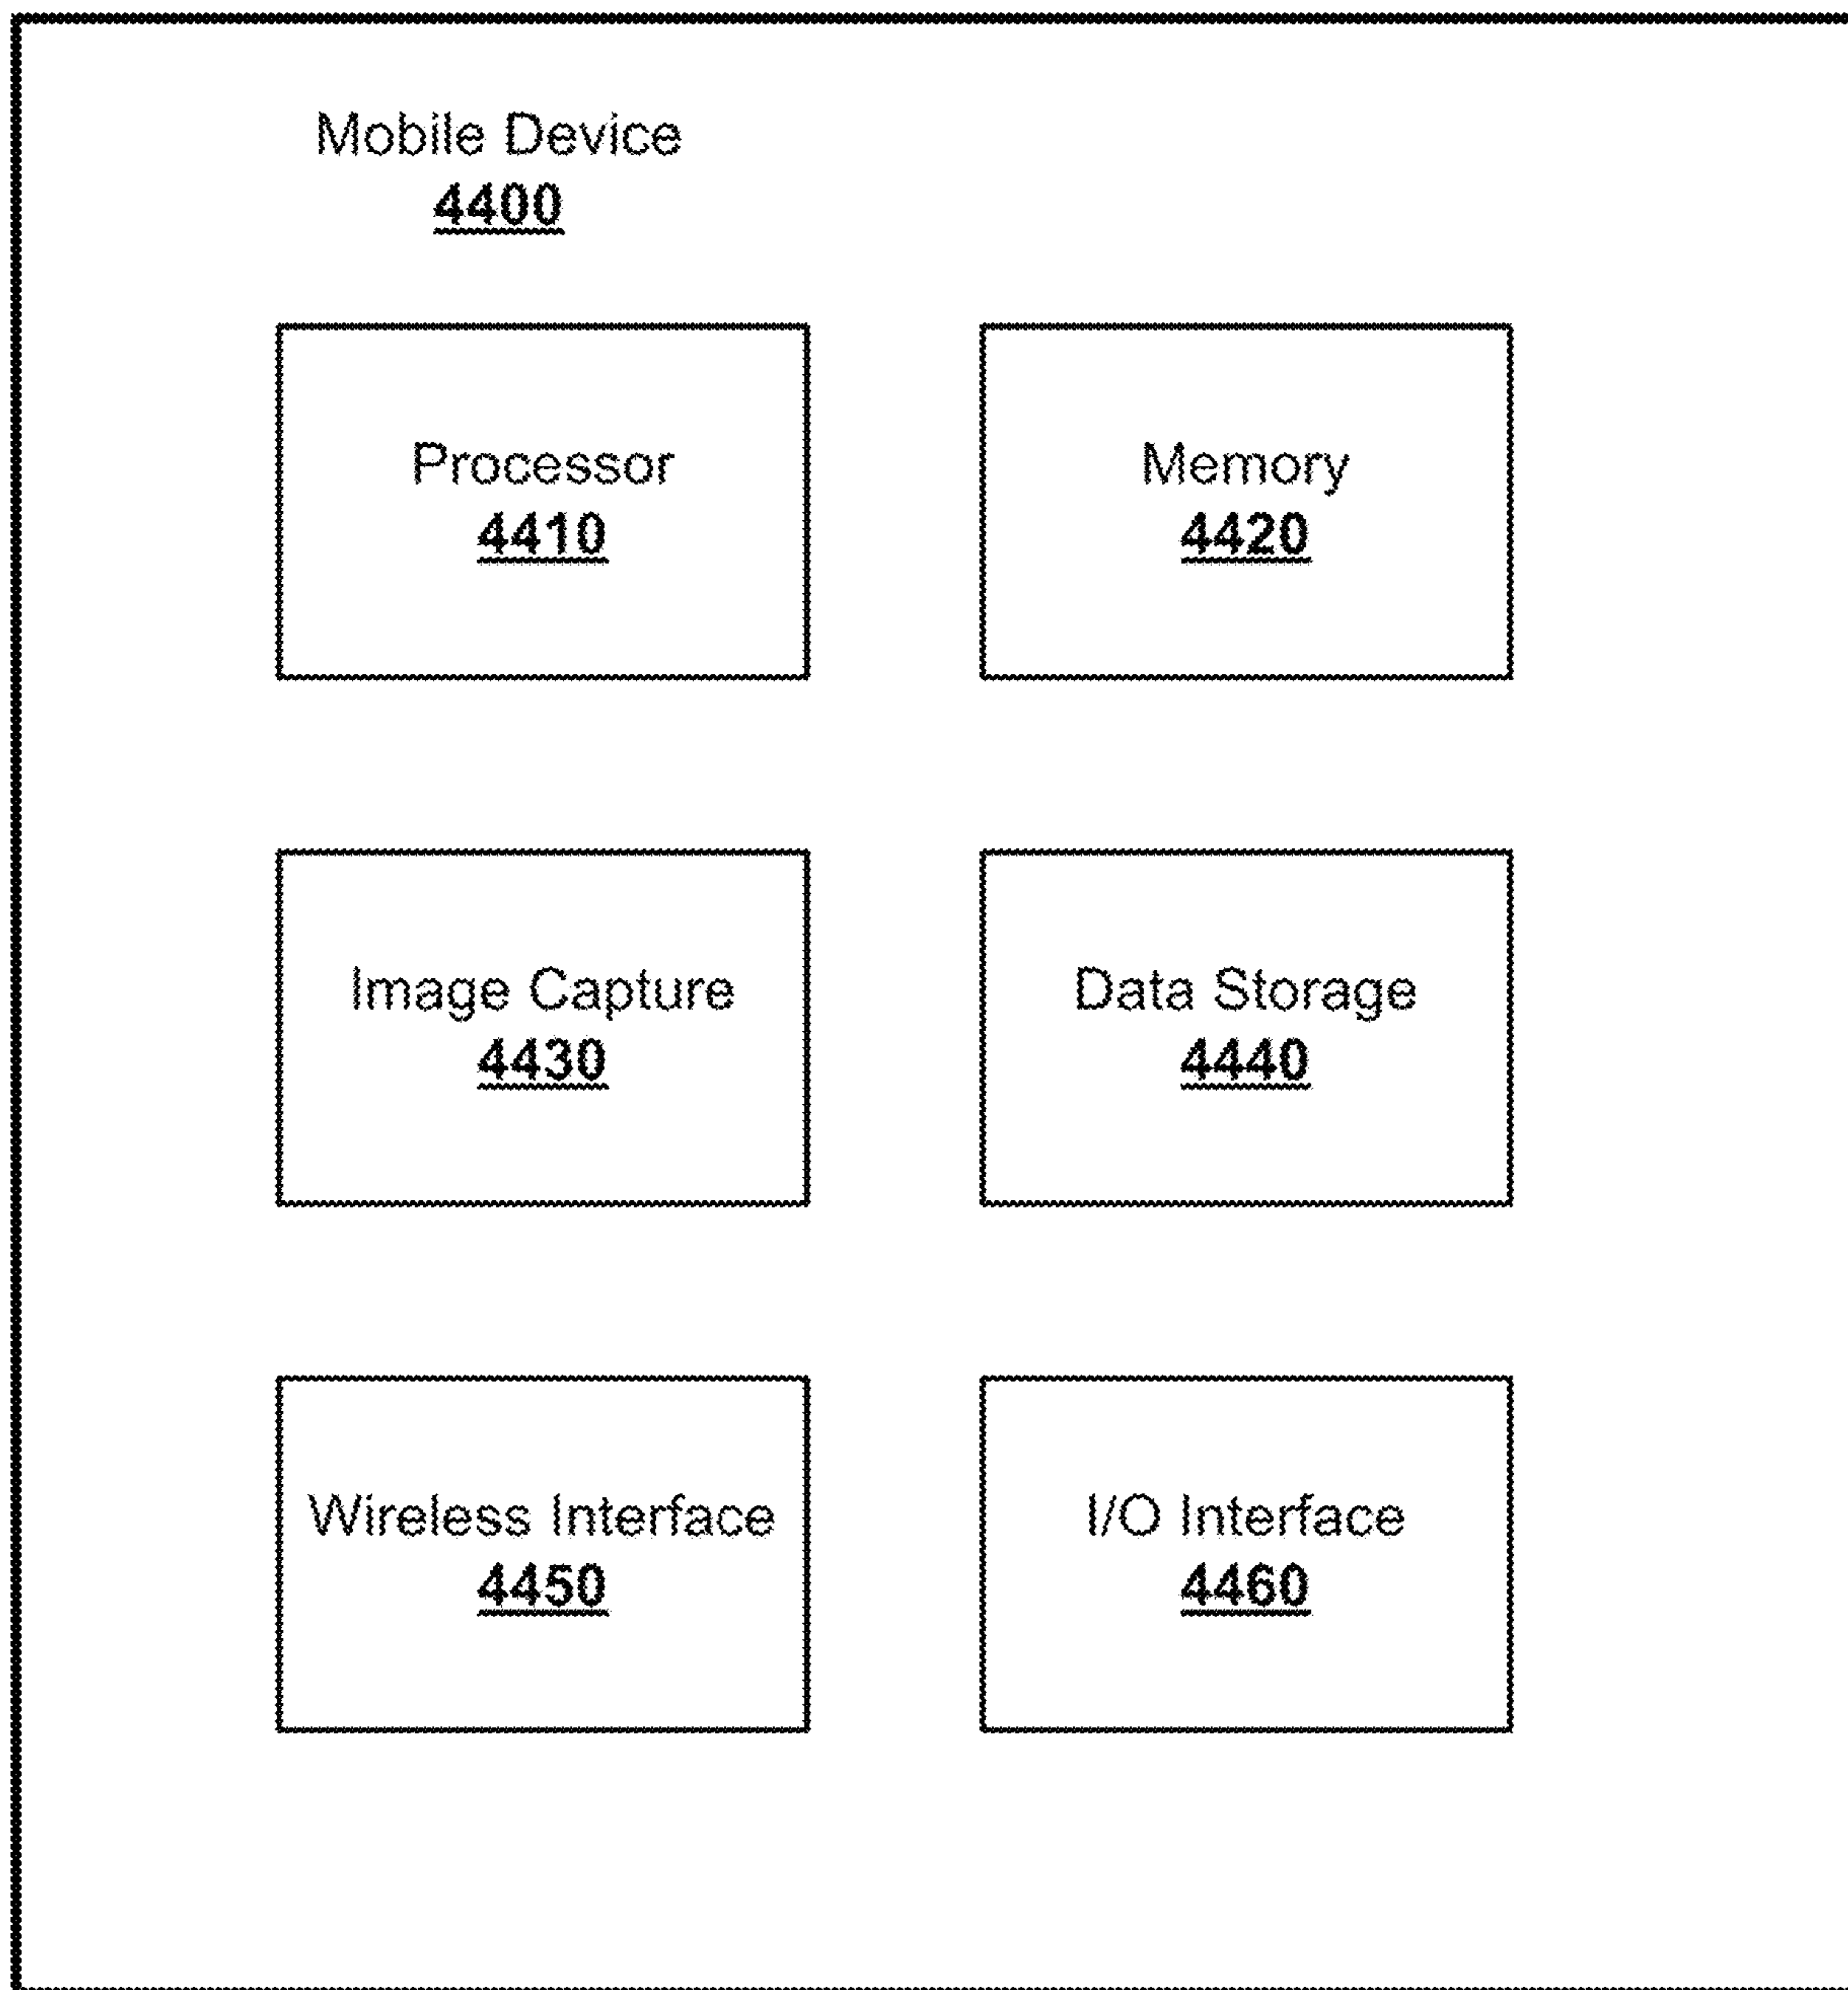 Mobile Device
4400
Processor
4410
Memory
4420
Image Capture
4430
Data Storage
4440
Wireless Interface
4450
I/O Interface
4460